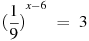 (1/9)^{x-6} = 3